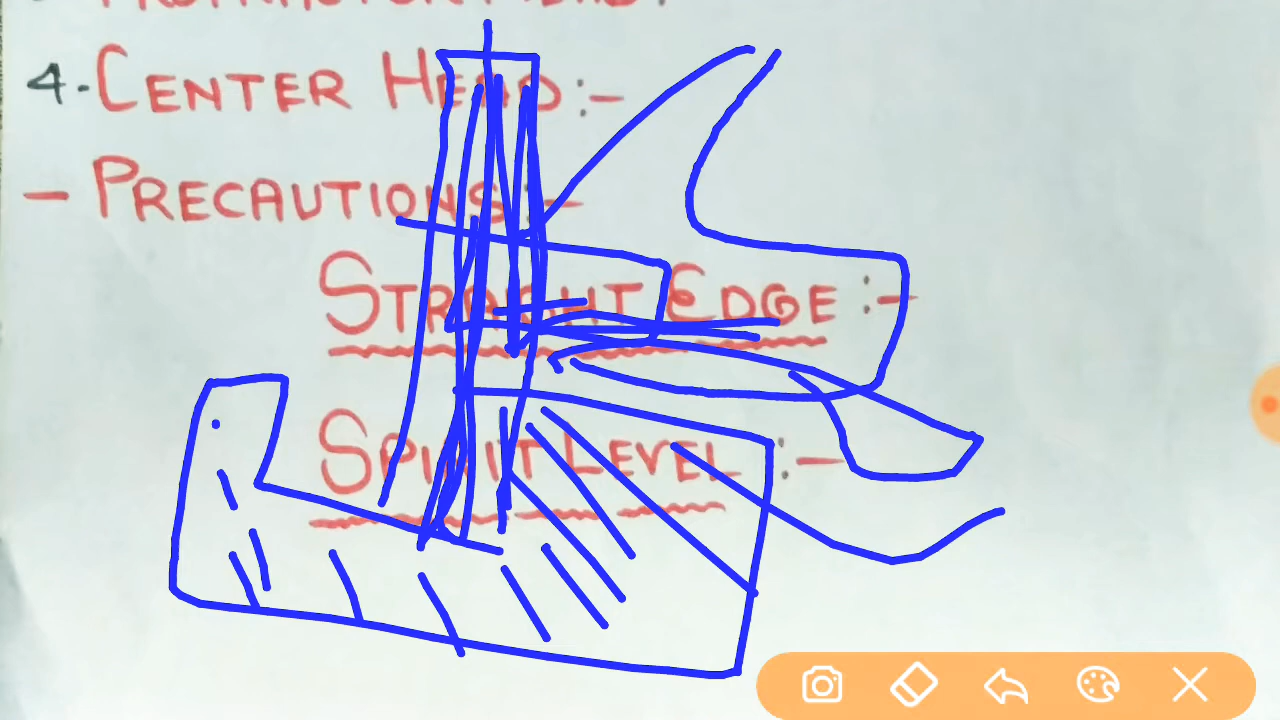 4. CENTER HEAD :-
- PRECAUTIONS :-
STRAIGHT EDGE :-
SPIRIT LEVEL :-